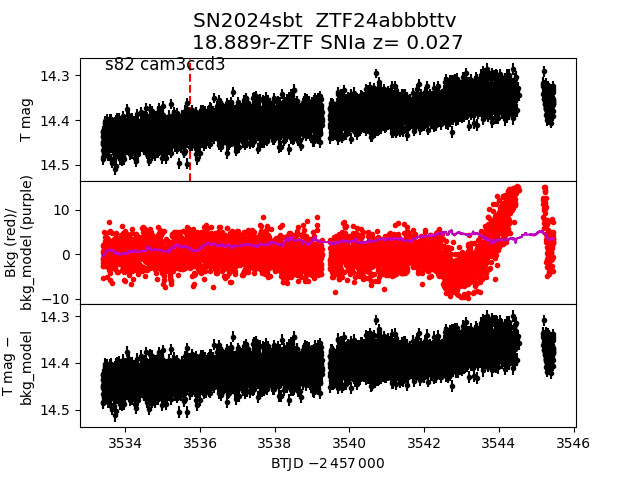 SN2024sbt  ZTF24abbbttv
18.889r-ZTF SNIa z= 0.027
s82 cam3ccd3
14.3
14.4
14.5
T mag
10
0
−10
Bkg (red)/
bkg_model (purple)
14.3
14.4
14.5
T mag −
bkg_model
3534
3536
3538
3540
3542
3544
3546
BTJD −2 457 000